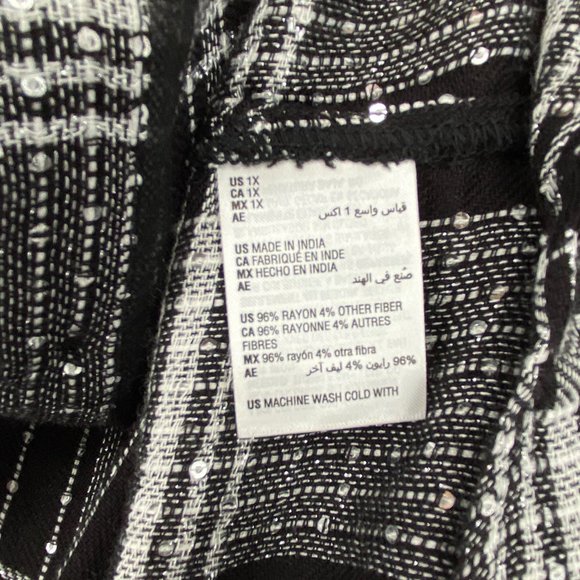 US 1X
CA 1X
MX 1X
AE قياس واسع 1 اكس
US MADE IN INDIA
CA FABRIQUÉ EN INDE
MX HECHO EN INDIA
AE صُنع في الهند
US 96% RAYON 4% OTHER FIBER
CA 96% RAYONNE 4% AUTRES
FIBRES
MX 96% rayón 4% otra fibra
AE 96% رايون 4% ليف آخر
US MACHINE WASH COLD WITH